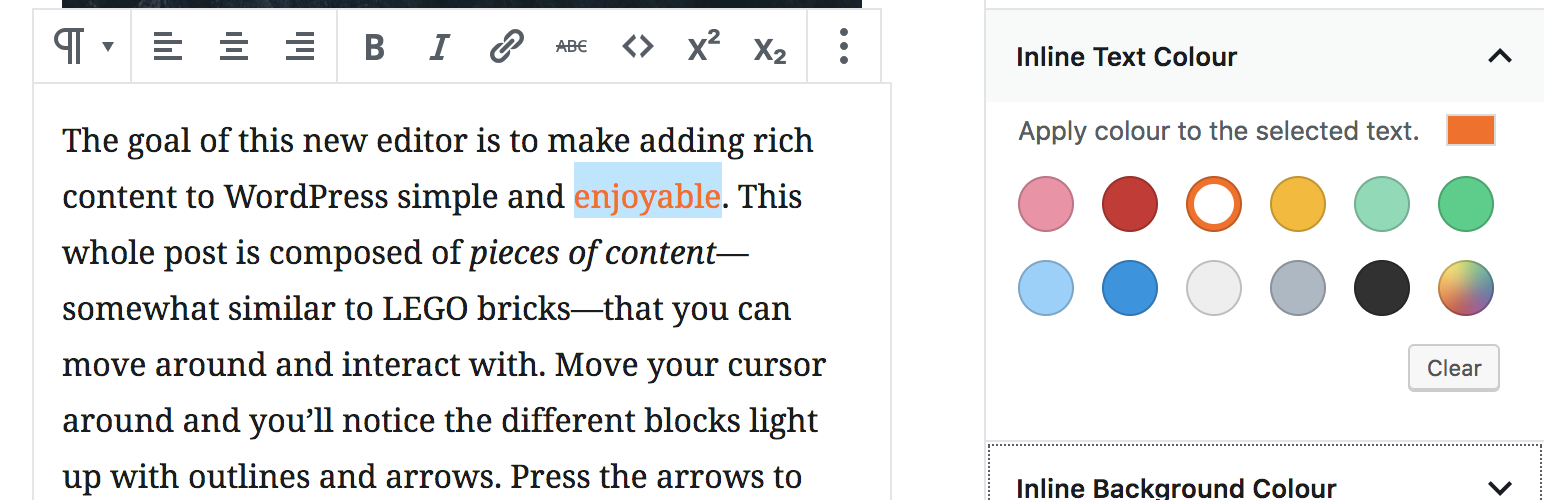 B I ABC X² X₂
Inline Text Colour
Apply colour to the selected text.
Clear
Inline Background Colour
The goal of this new editor is to make adding rich
content to WordPress simple and enjoyable. This
whole post is composed of pieces of content—
somewhat similar to LEGO bricks—that you can
move around and interact with. Move your cursor
around and you’ll notice the different blocks light
up with outlines and arrows. Press the arrows to